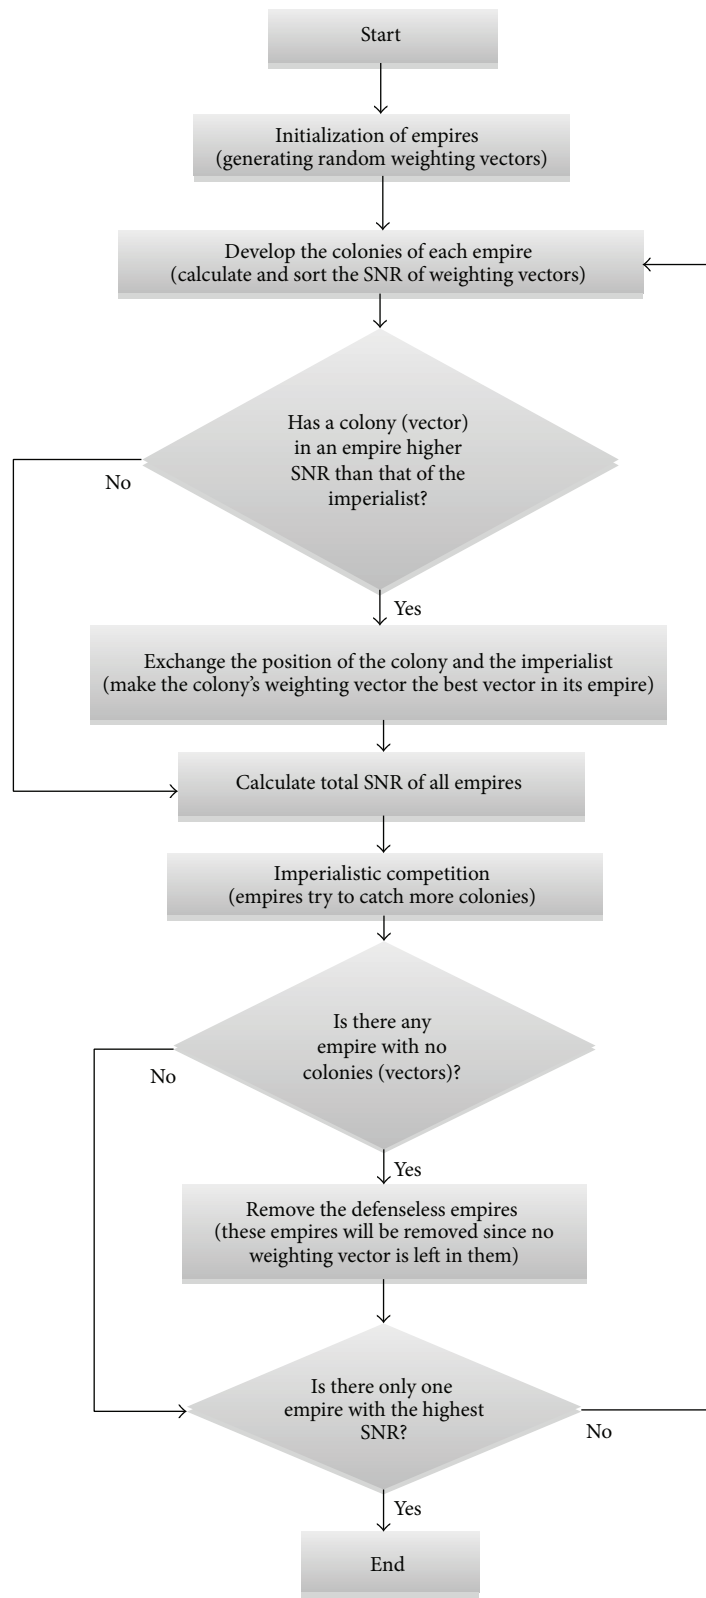 Start
Initialization of empires
(generating random weighting vectors)
Develop the colonies of each empire
(calculate and sort the SNR of weighting vectors)
Has a colony (vector)
in an empire higher
SNR than that of the
imperialist?
No
Yes
Exchange the position of the colony and the imperialist
(make the colony's weighting vector the best vector in its empire)
Calculate total SNR of all empires
Imperialistic competition
(empires try to catch more colonies)
Is there any
empire with no
colonies (vectors)?
No
Yes
Remove the defenseless empires
(these empires will be removed since no
weighting vector is left in them)
Is there only one
empire with the highest
SNR?
No
Yes
End